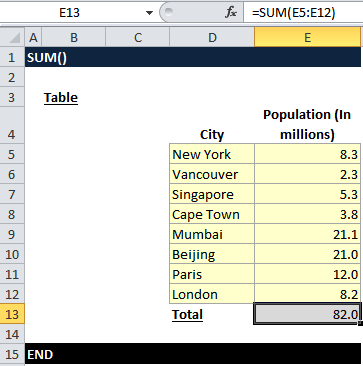 E13 fx =SUM(E5:E12)
A B C D E
1 SUM()
2
3 Table
4 City Population (In millions)
5 New York 8.3
6 Vancouver 2.3
7 Singapore 5.3
8 Cape Town 3.8
9 Mumbai 21.1
10 Beijing 21.0
11 Paris 12.0
12 London 8.2
13 Total 82.0
14
15 END